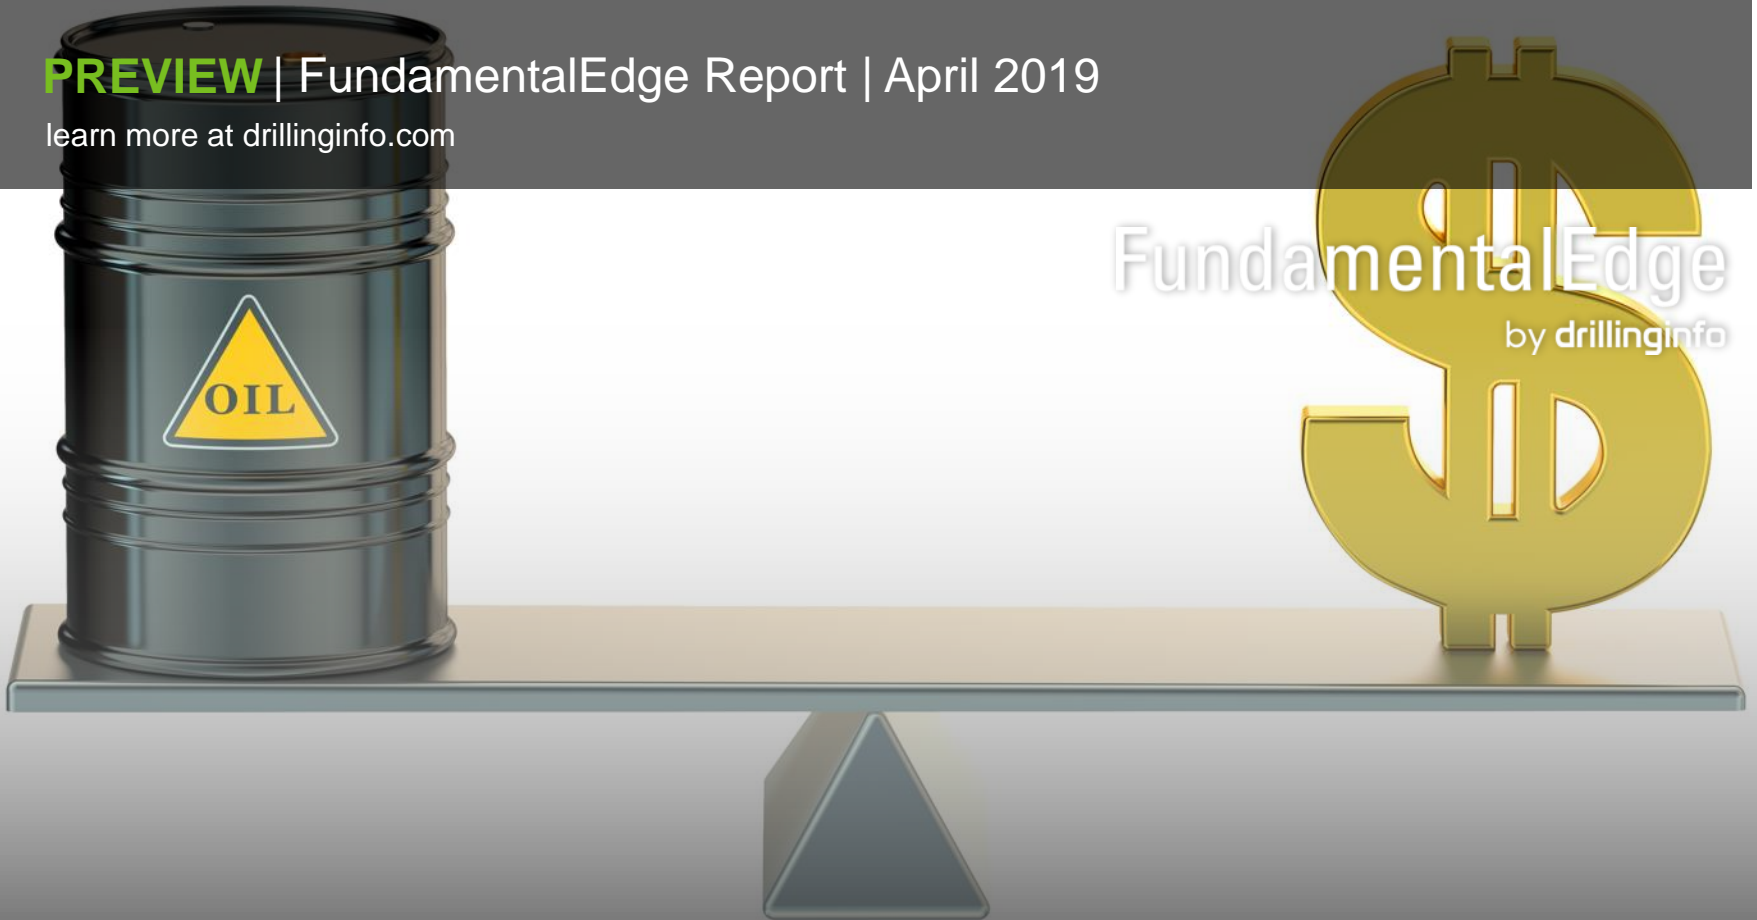 PREVIEW | FundamentalEdge Report | April 2019
learn more at drillinginfo.com
FundamentalEdge
by drillinginfo
OIL